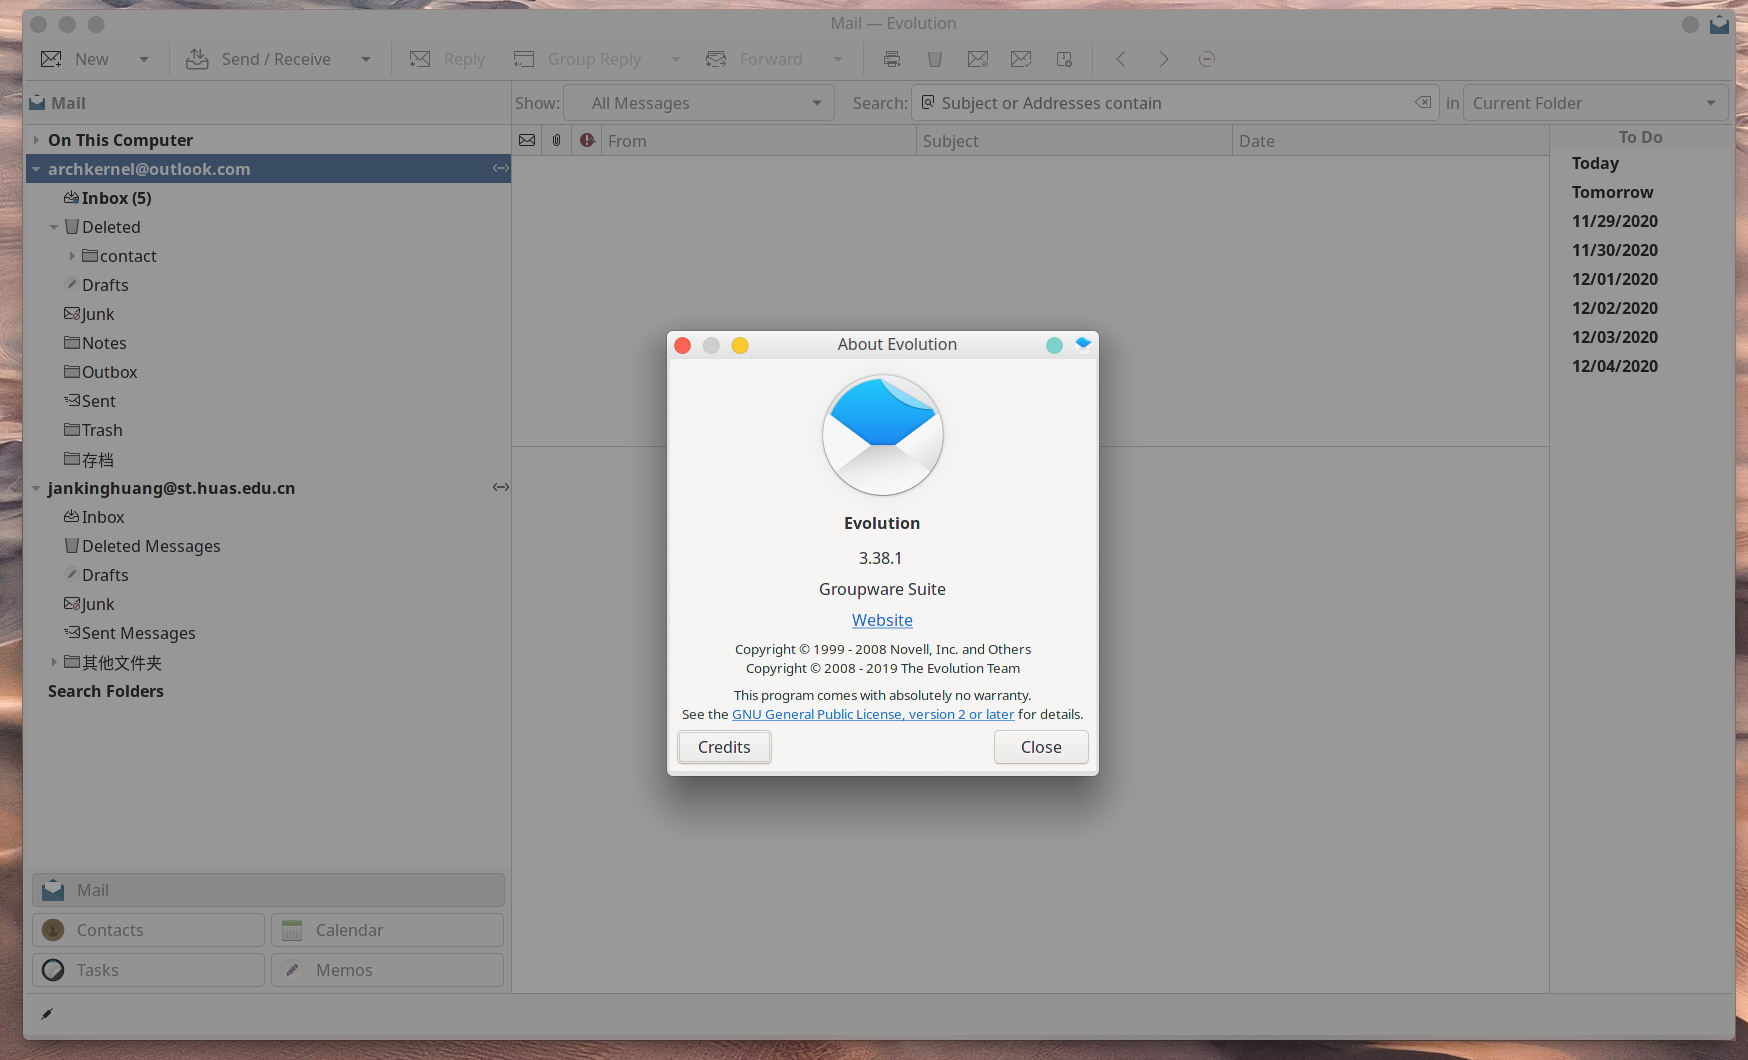 Mail — Evolution
New
Send / Receive
Reply
Group Reply
Forward
Mail
Show:
All Messages
Search:
Subject or Addresses contain
in
Current Folder
On This Computer
archkernel@outlook.com
Inbox (5)
Deleted
contact
Drafts
Junk
Notes
Outbox
Sent
Trash
存档
jankinghuang@st.huas.edu.cn
Inbox
Deleted Messages
Drafts
Junk
Sent Messages
其他文件夹
Search Folders
From
Subject
Date
To Do
Today
Tomorrow
11/29/2020
11/30/2020
12/01/2020
12/02/2020
12/03/2020
12/04/2020
About Evolution
Evolution
3.38.1
Groupware Suite
Website
Copyright © 1999 - 2008 Novell, Inc. and Others
Copyright © 2008 - 2019 The Evolution Team
This program comes with absolutely no warranty.
See the GNU General Public License, version 2 or later for details.
Credits
Close
Mail
Contacts
Calendar
Tasks
Memos